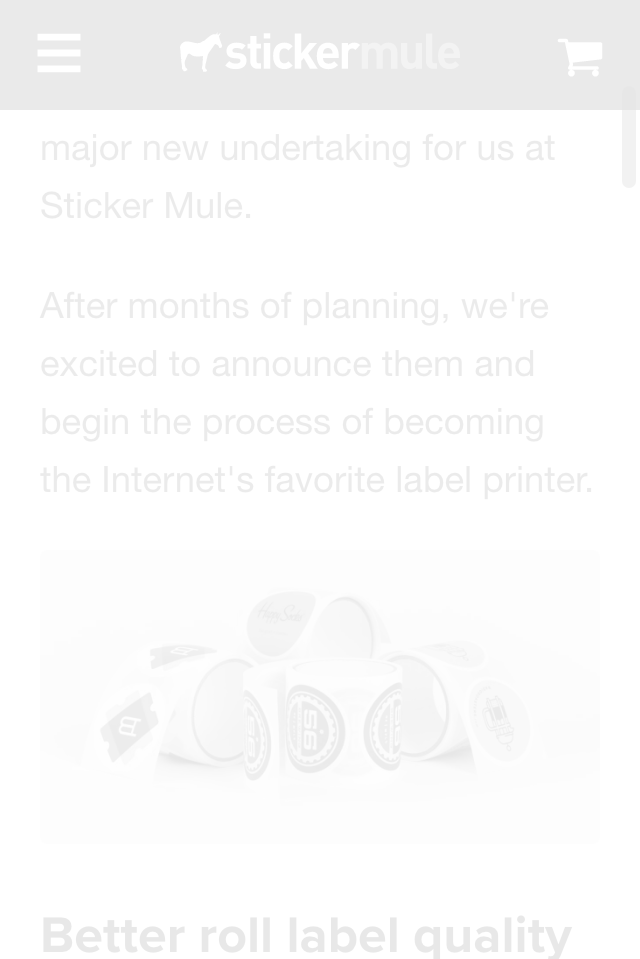 stickermule
major new undertaking for us at
Sticker Mule.
After months of planning, we're
excited to announce them and
begin the process of becoming
the Internet's favorite label printer.
Better roll label quality